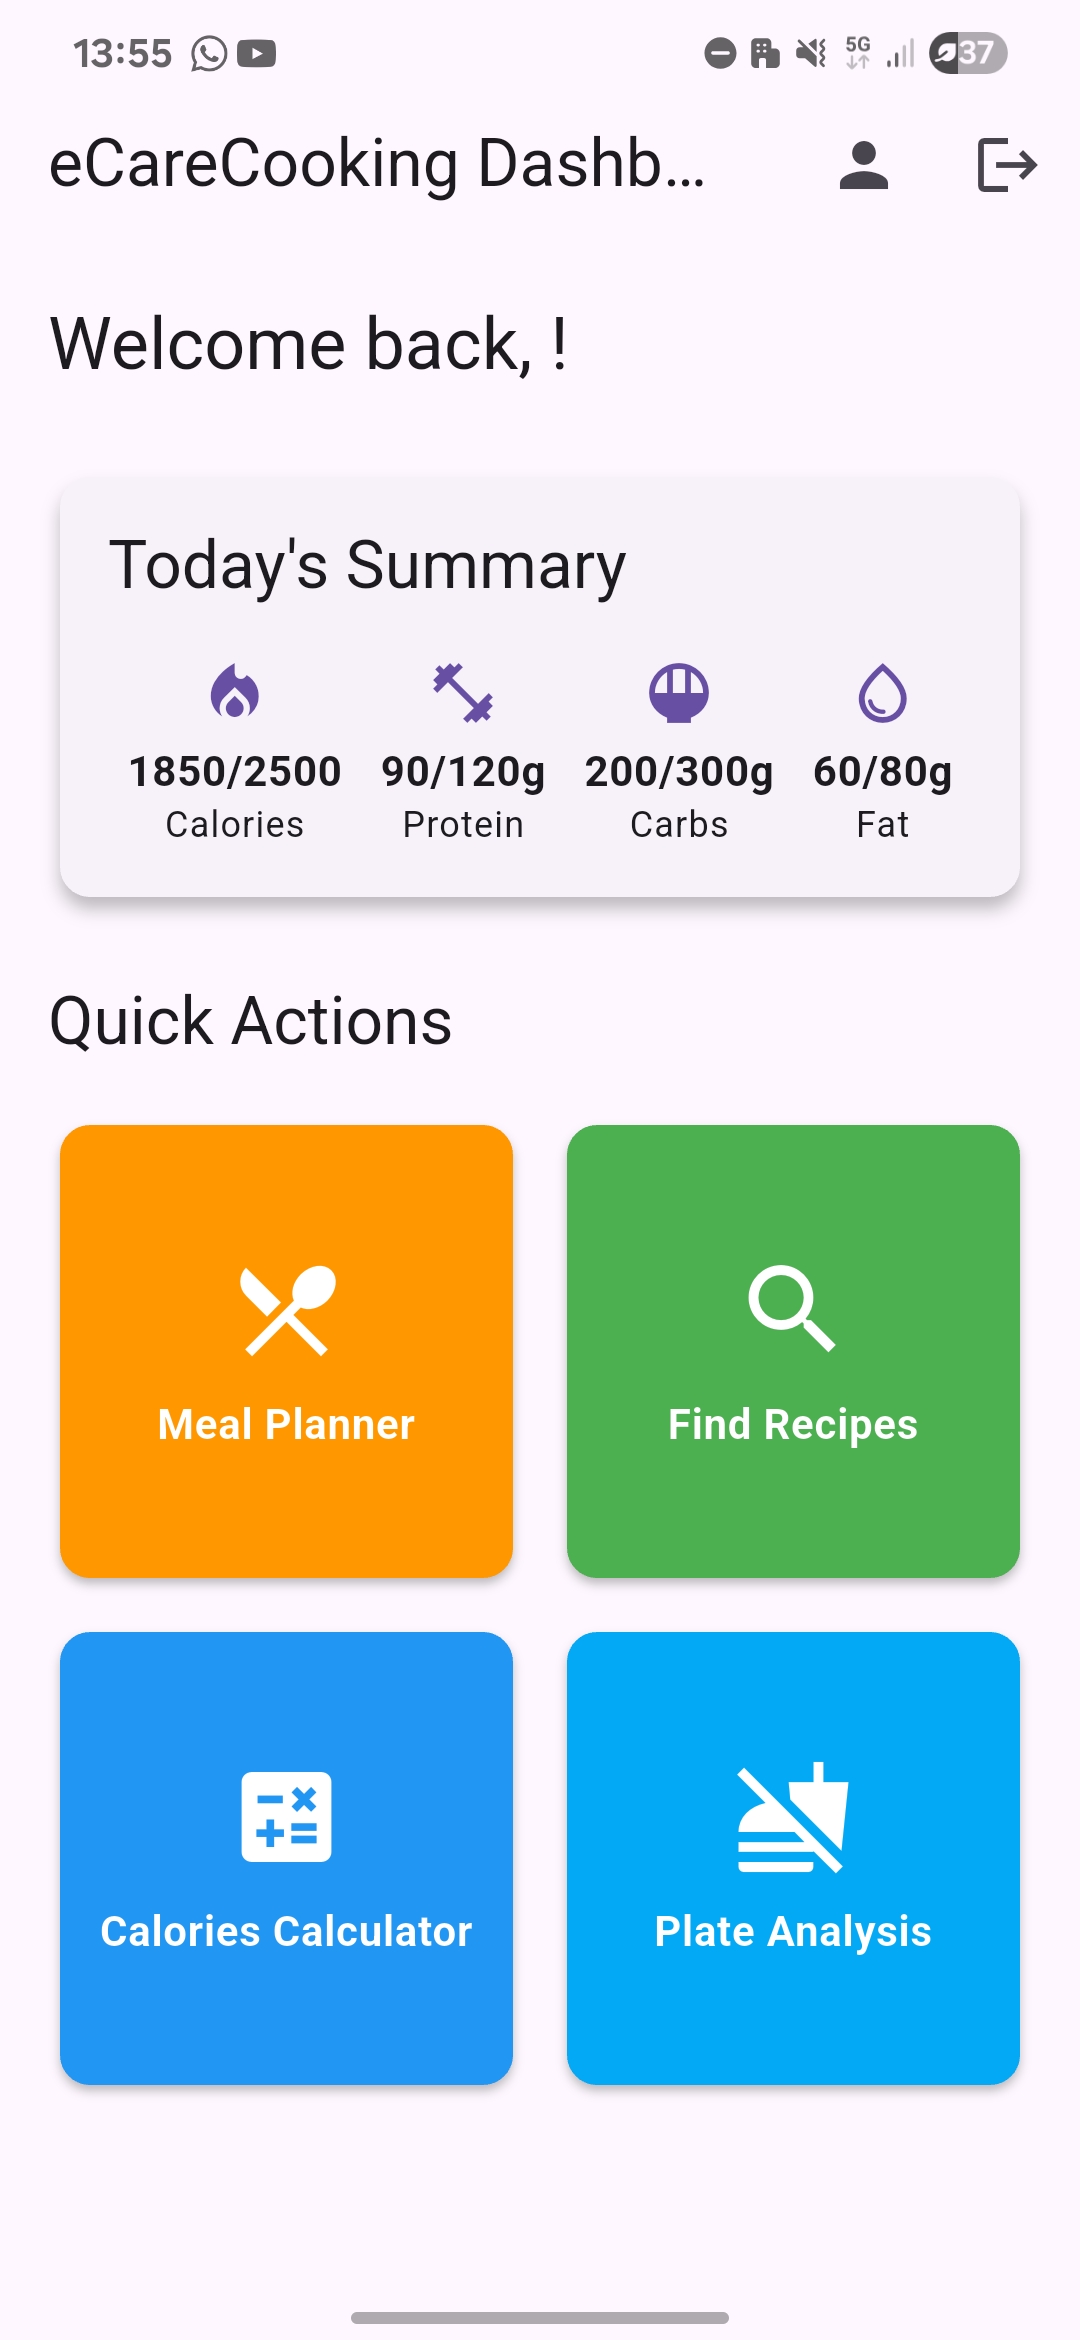 13:55
5G
37
eCareCooking Dashb...
Welcome back, !
Today's Summary
1850/2500 90/120g 200/300g 60/80g
Calories Protein Carbs Fat
Quick Actions
Meal Planner Find Recipes
Calories Calculator Plate Analysis